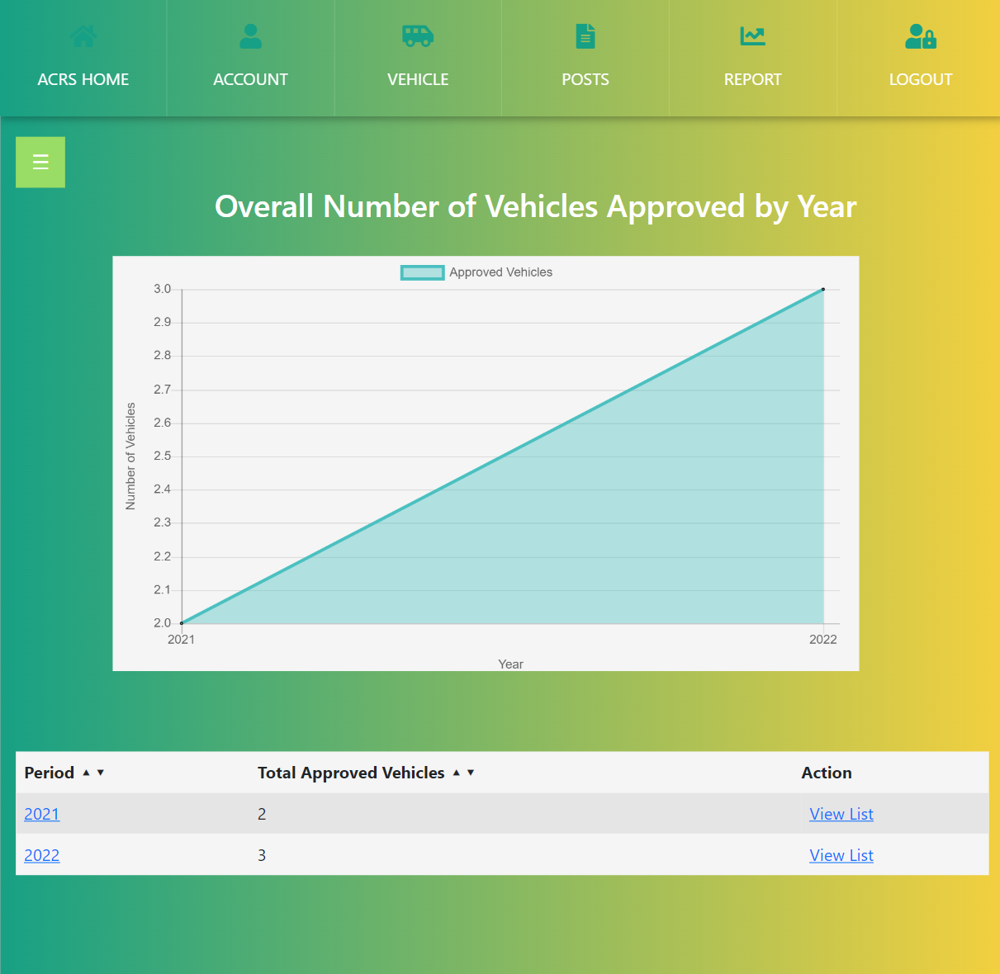 ACRS HOME ACCOUNT VEHICLE POSTS REPORT LOGOUT
☰
Overall Number of Vehicles Approved by Year
Approved Vehicles
3.0
2.9
2.8
2.7
2.6
2.5
2.4
2.3
2.2
2.1
2.0
Number of Vehicles
2021 2022
Year
Period ▲ ▼ Total Approved Vehicles ▲ ▼ Action
2021 2 View List
2022 3 View List